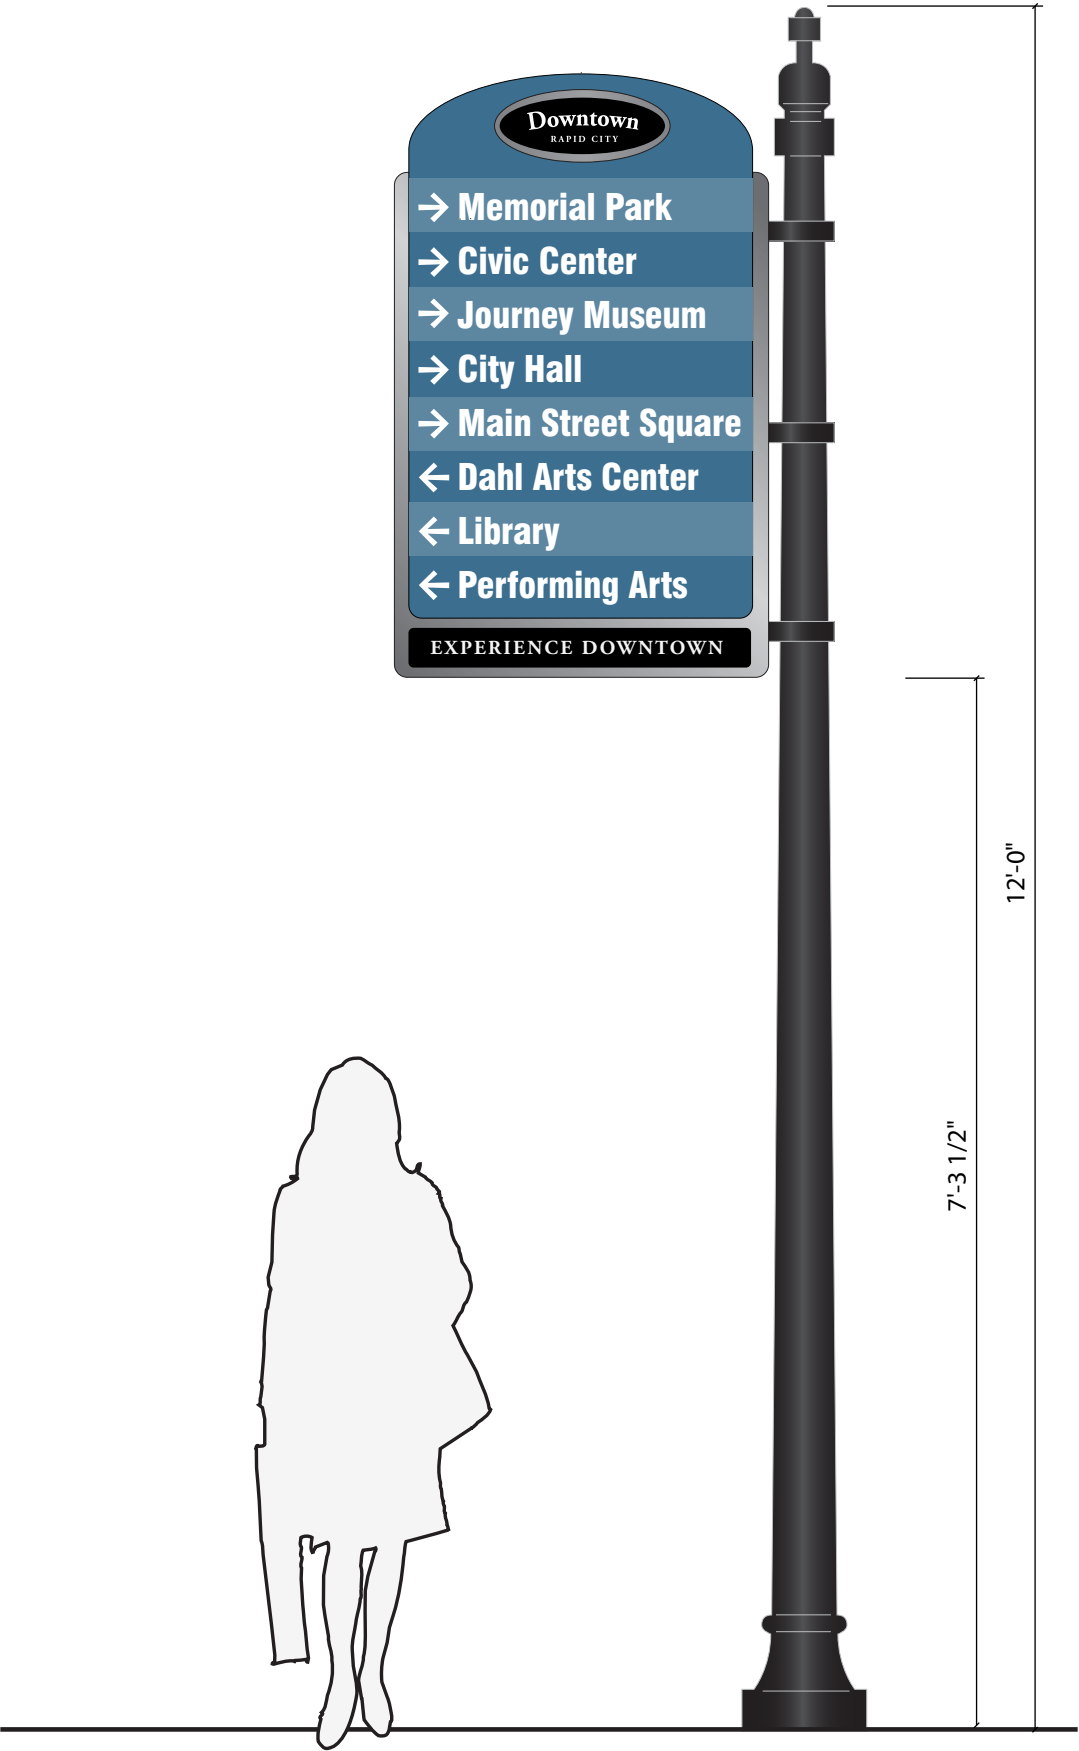 Downtown
RAPID CITY
→ Memorial Park
→ Civic Center
→ Journey Museum
→ City Hall
→ Main Street Square
← Dahl Arts Center
← Library
← Performing Arts
EXPERIENCE DOWNTOWN
12'-0"
7'-3 1/2"